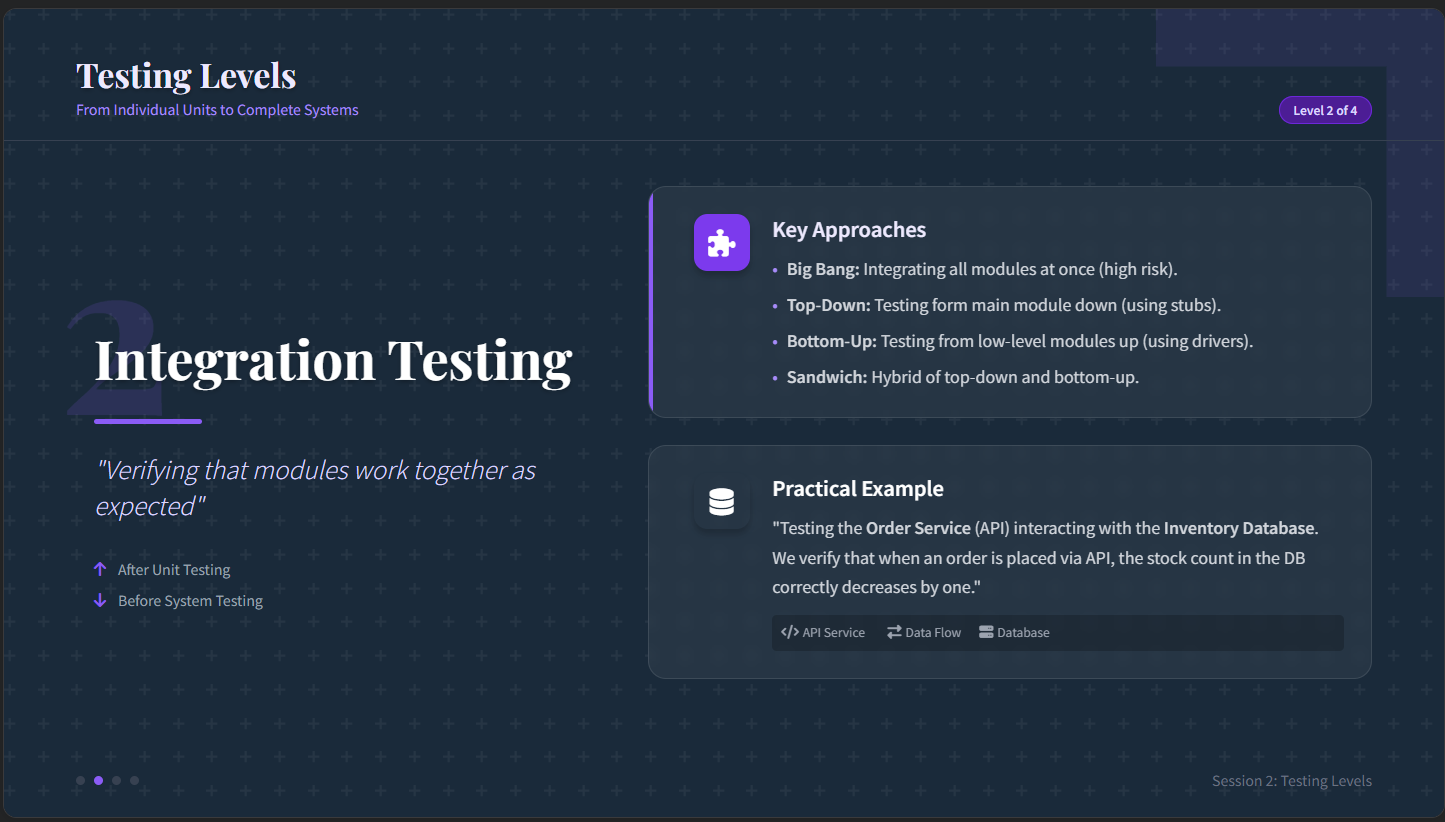 Testing Levels
From Individual Units to Complete Systems
Level 2 of 4
2
Integration Testing
"Verifying that modules work together as
expected"
After Unit Testing
Before System Testing
Key Approaches
• Big Bang: Integrating all modules at once (high risk).
• Top-Down: Testing form main module down (using stubs).
• Bottom-Up: Testing from low-level modules up (using drivers).
• Sandwich: Hybrid of top-down and bottom-up.
Practical Example
"Testing the Order Service (API) interacting with the Inventory Database.
We verify that when an order is placed via API, the stock count in the DB
correctly decreases by one."
API Service Data Flow Database
Session 2: Testing Levels